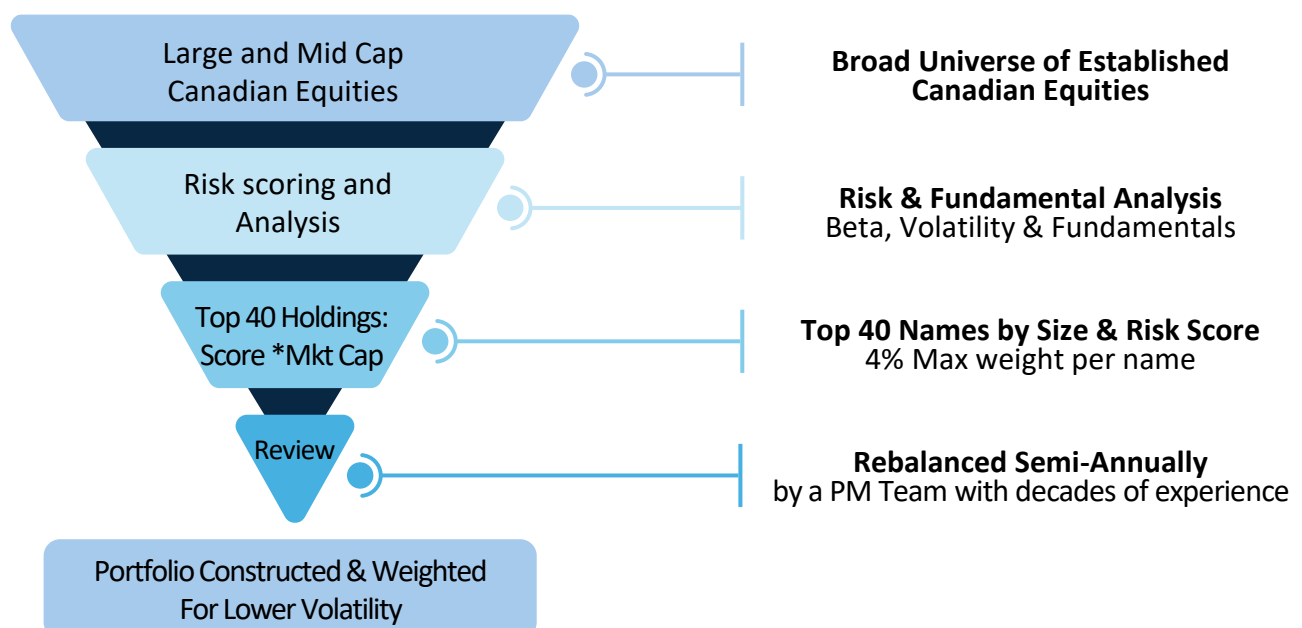 Large and Mid Cap
Canadian Equities
Broad Universe of Established
Canadian Equities
Risk scoring and
Analysis
Risk & Fundamental Analysis
Beta, Volatility & Fundamentals
Top 40 Holdings:
Score *Mkt Cap
Top 40 Names by Size & Risk Score
4% Max weight per name
Review
Rebalanced Semi-Annually
by a PM Team with decades of experience
Portfolio Constructed & Weighted
For Lower Volatility